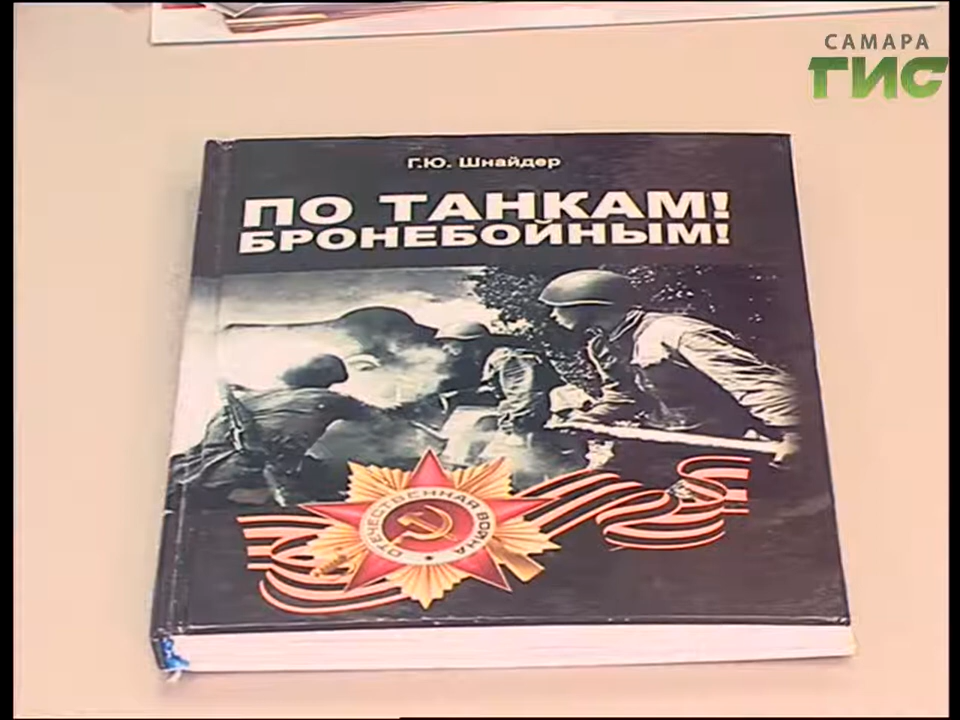 САМАРА
ГИС
Г.Ю. Шнайдер
ПО ТАНКАМ!
БРОНЕБОЙНЫМ!
ОТЕЧЕСТВЕННАЯ ВОЙНА